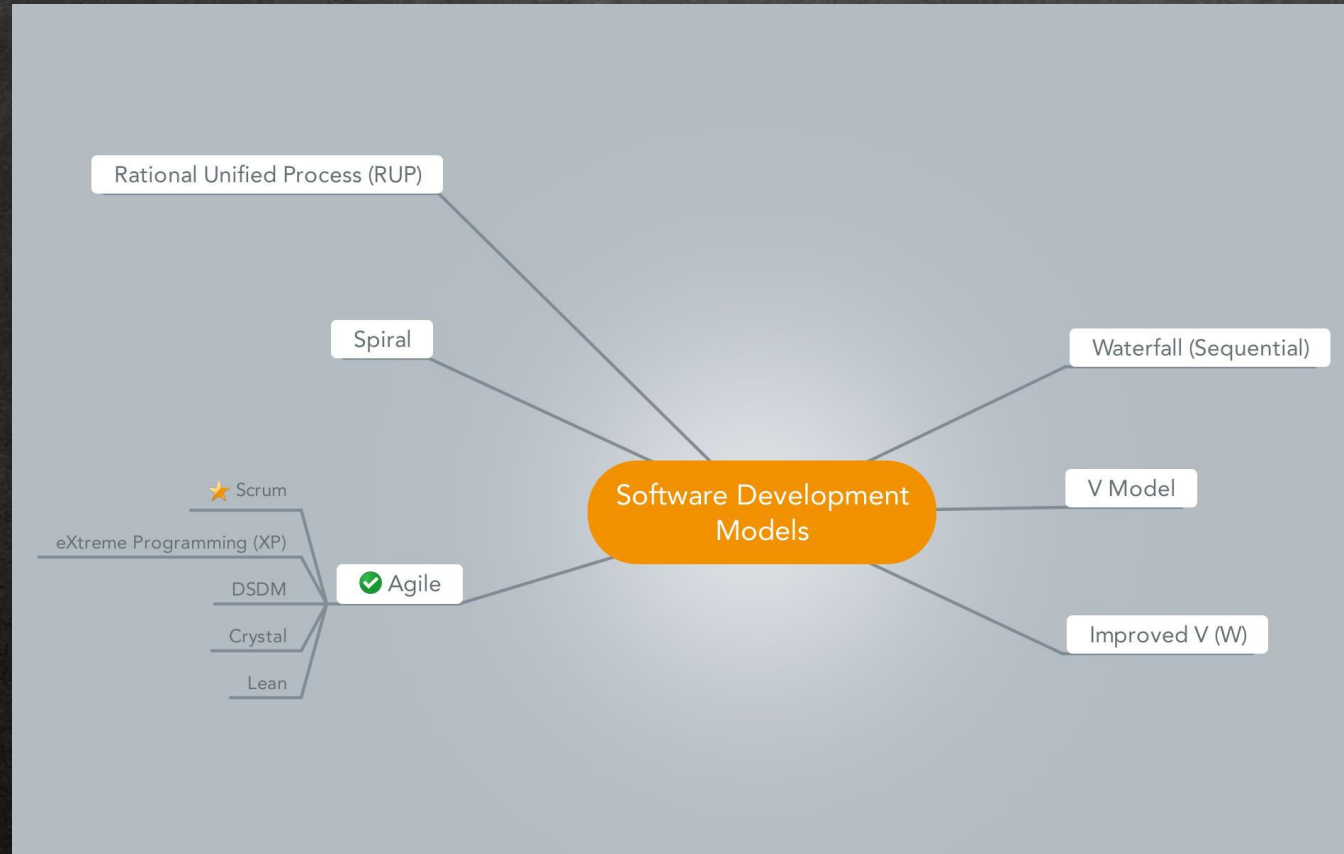 Rational Unified Process (RUP)
Spiral
Waterfall (Sequential)
Scrum
Software Development
Models
V Model
eXtreme Programming (XP)
Agile
DSDM
Crystal
Improved V (W)
Lean